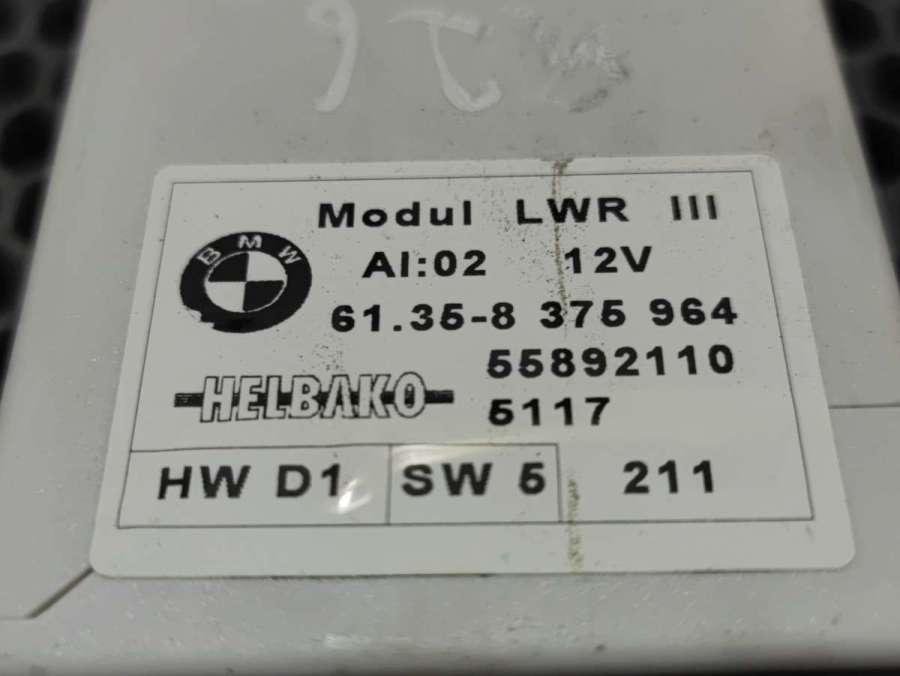 Modul LWR III
BMW
AI:02 12V
61.35-8 375 964
55892110
HELBAKO
5117
HW D1 SW 5 211